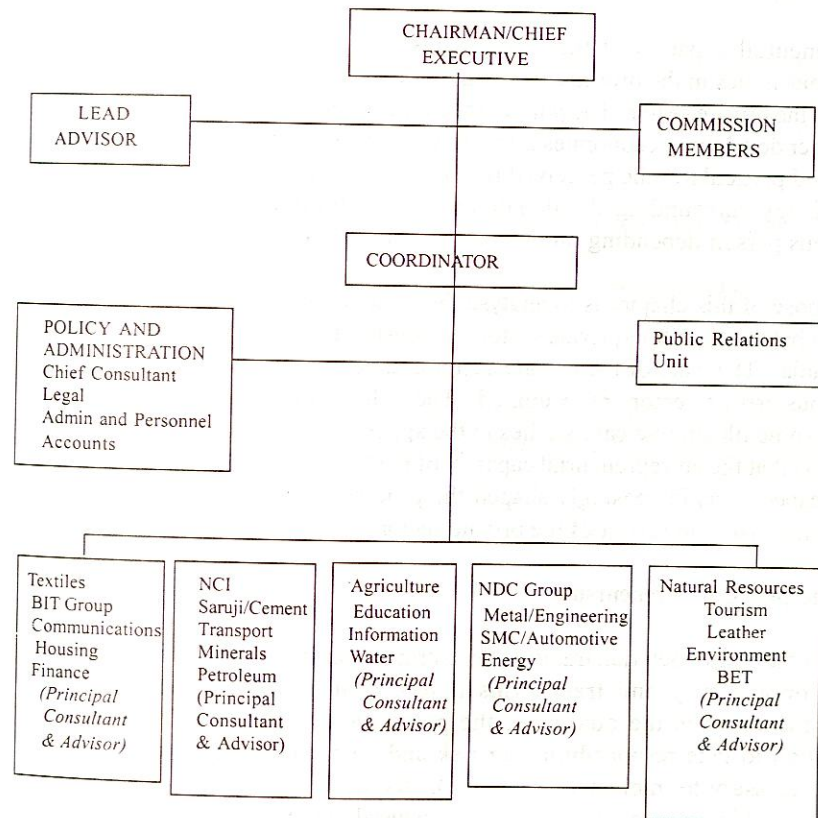 CHAIRMAN/CHIEF
EXECUTIVE
LEAD
ADVISOR
COMMISSION
MEMBERS
COORDINATOR
POLICY AND
ADMINISTRATION
Chief Consultant
Legal
Admin and Personnel
Accounts
Public Relations
Unit
Textiles
BIT Group
Communications
Housing
Finance
(Principal
Consultant
& Advisor)
NCI
Saruji/Cement
Transport
Minerals
Petroleum
(Principal
Consultant
& Advisor)
Agriculture
Education
Information
Water
(Principal
Consultant
& Advisor)
NDC Group
Metal/Engineering
SMC/Automotive
Energy
(Principal
Consultant
& Advisor)
Natural Resources
Tourism
Leather
Environment
BET
(Principal
Consultant
& Advisor)